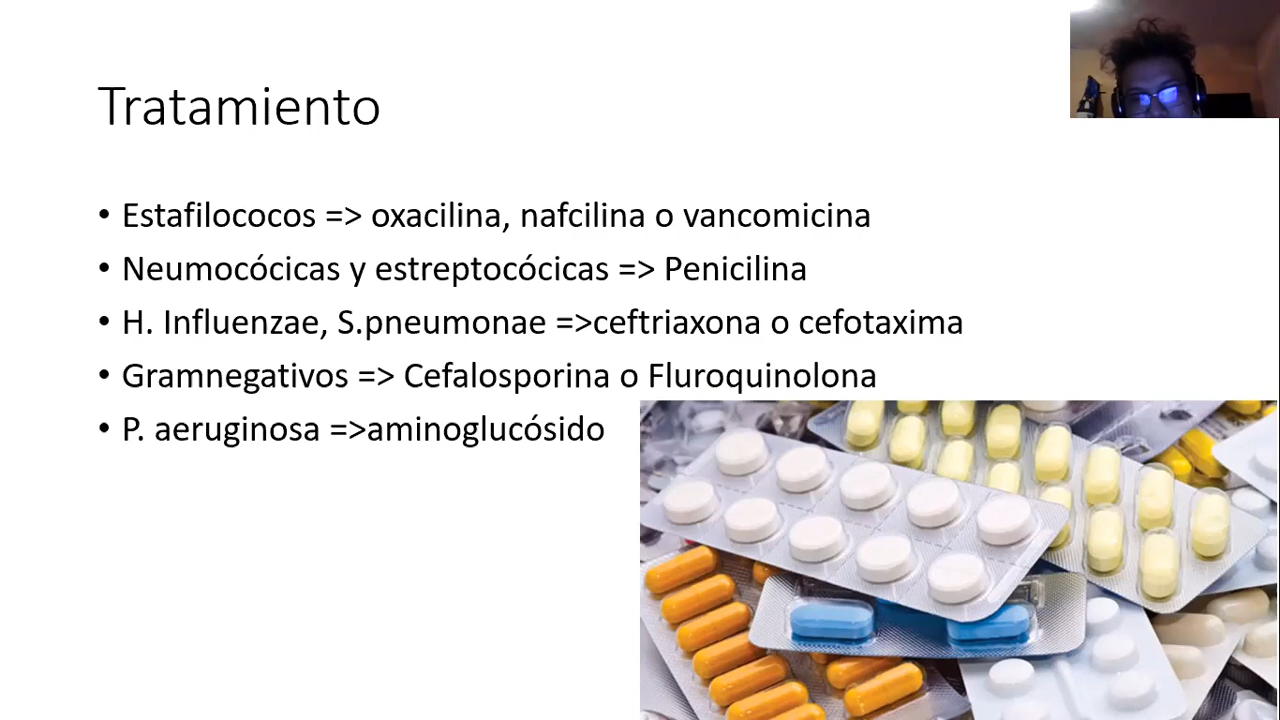 Tratamiento
• Estafilococos => oxacilina, nafcilina o vancomicina
• Neumocócicas y estreptocócicas => Penicilina
• H. Influenzae, S.pneumonae =>ceftriaxona o cefotaxima
• Gramnegativos => Cefalosporina o Fluroquinolona
• P. aeruginosa =>aminoglucósido